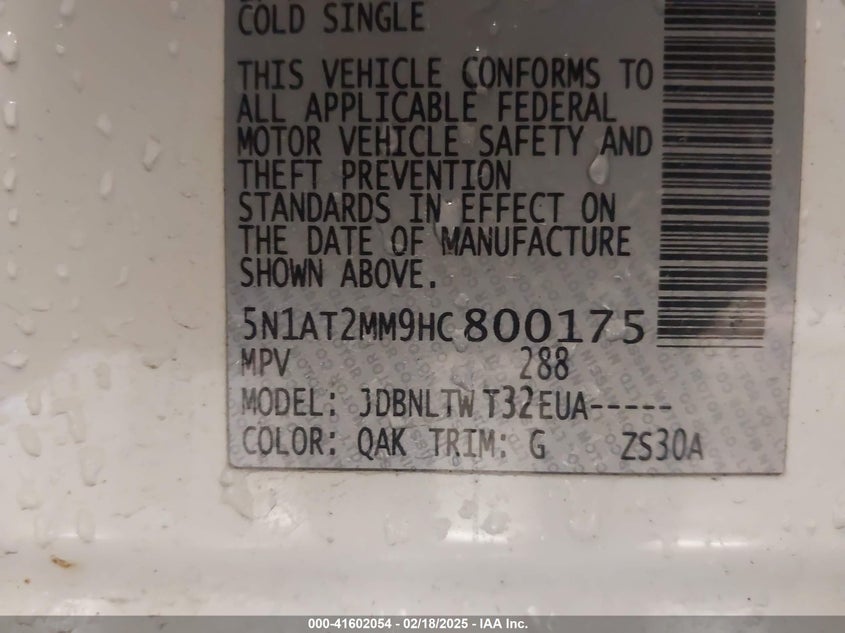 COLD SINGLE
THIS VEHICLE CONFORMS TO
ALL APPLICABLE FEDERAL
MOTOR VEHICLE SAFETY AND
THEFT PREVENTION
STANDARDS IN EFFECT ON
THE DATE OF MANUFACTURE
SHOWN ABOVE.
5N1AT2MM9HC800175
MPV 288
MODEL: JDBNLTW T32EUA-----
COLOR: QAK TRIM: G ZS30A
000-41602054 - 02/18/2025 - IAA Inc.